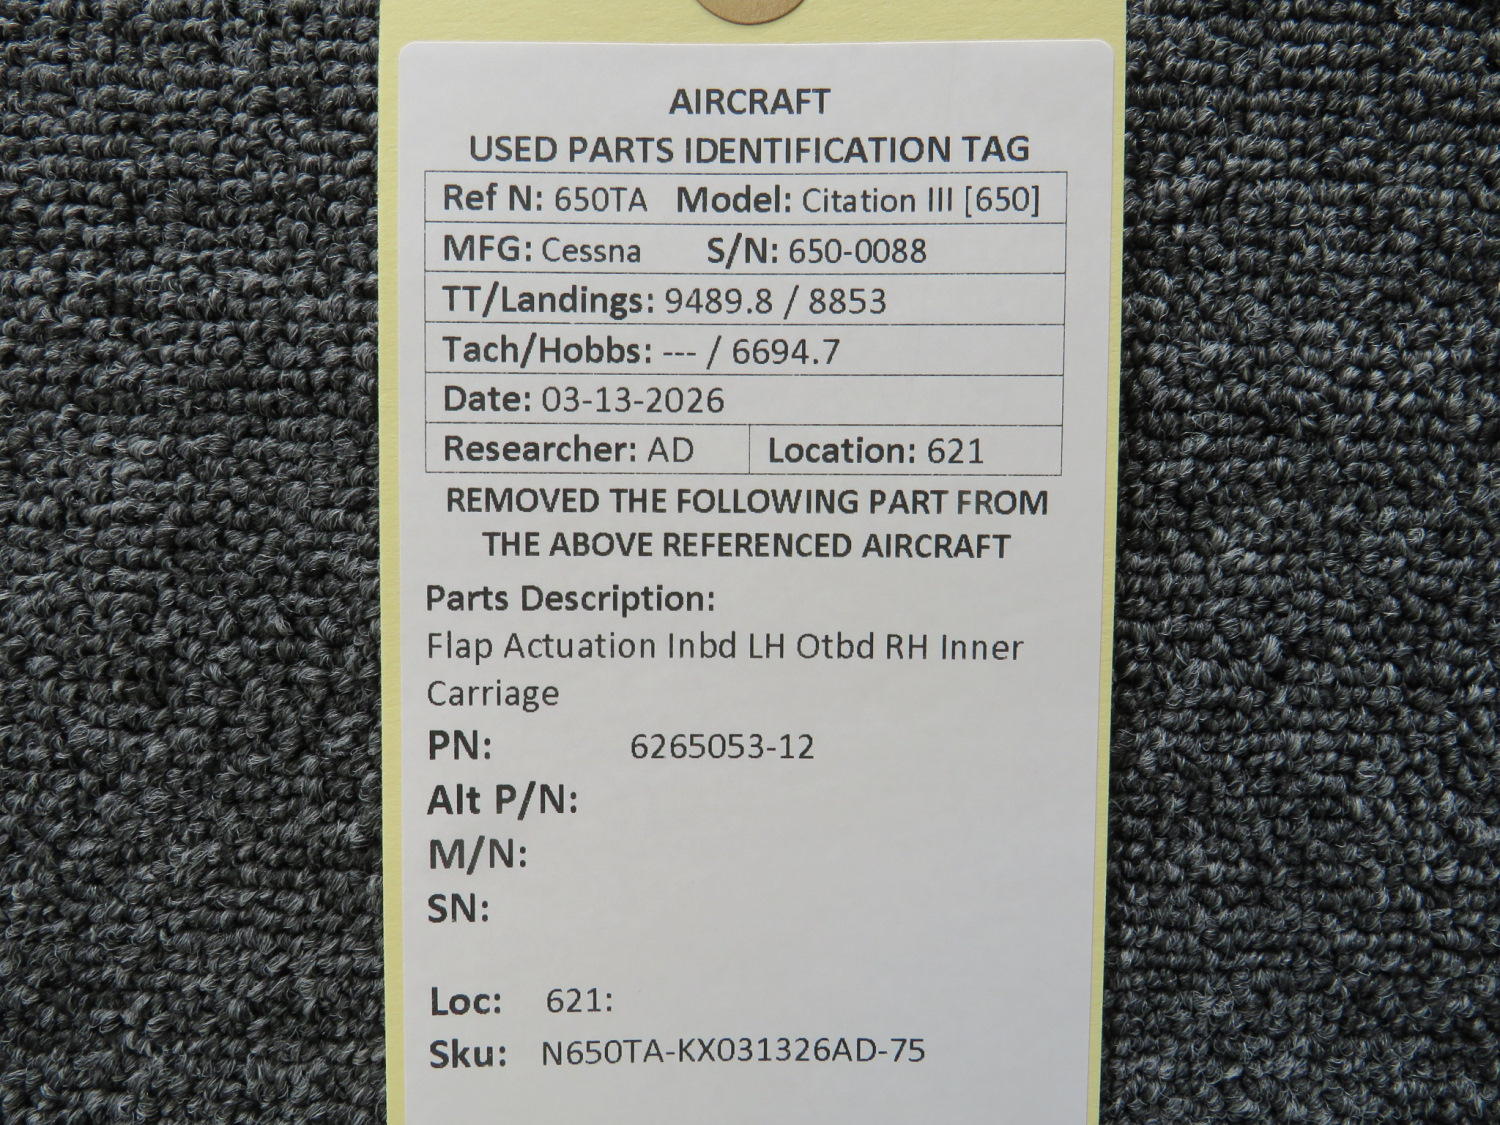 AIRCRAFT
USED PARTS IDENTIFICATION TAG
Ref N: 650TA Model: Citation III [650]
MFG: Cessna S/N: 650-0088
TT/Landings: 9489.8 / 8853
Tach/Hobbs: --- / 6694.7
Date: 03-13-2026
Researcher: AD Location: 621
REMOVED THE FOLLOWING PART FROM
THE ABOVE REFERENCED AIRCRAFT
Parts Description:
Flap Actuation Inbd LH Otbd RH Inner
Carriage
PN: 6265053-12
Alt P/N:
M/N:
SN:
Loc: 621:
Sku: N650TA-KX031326AD-75